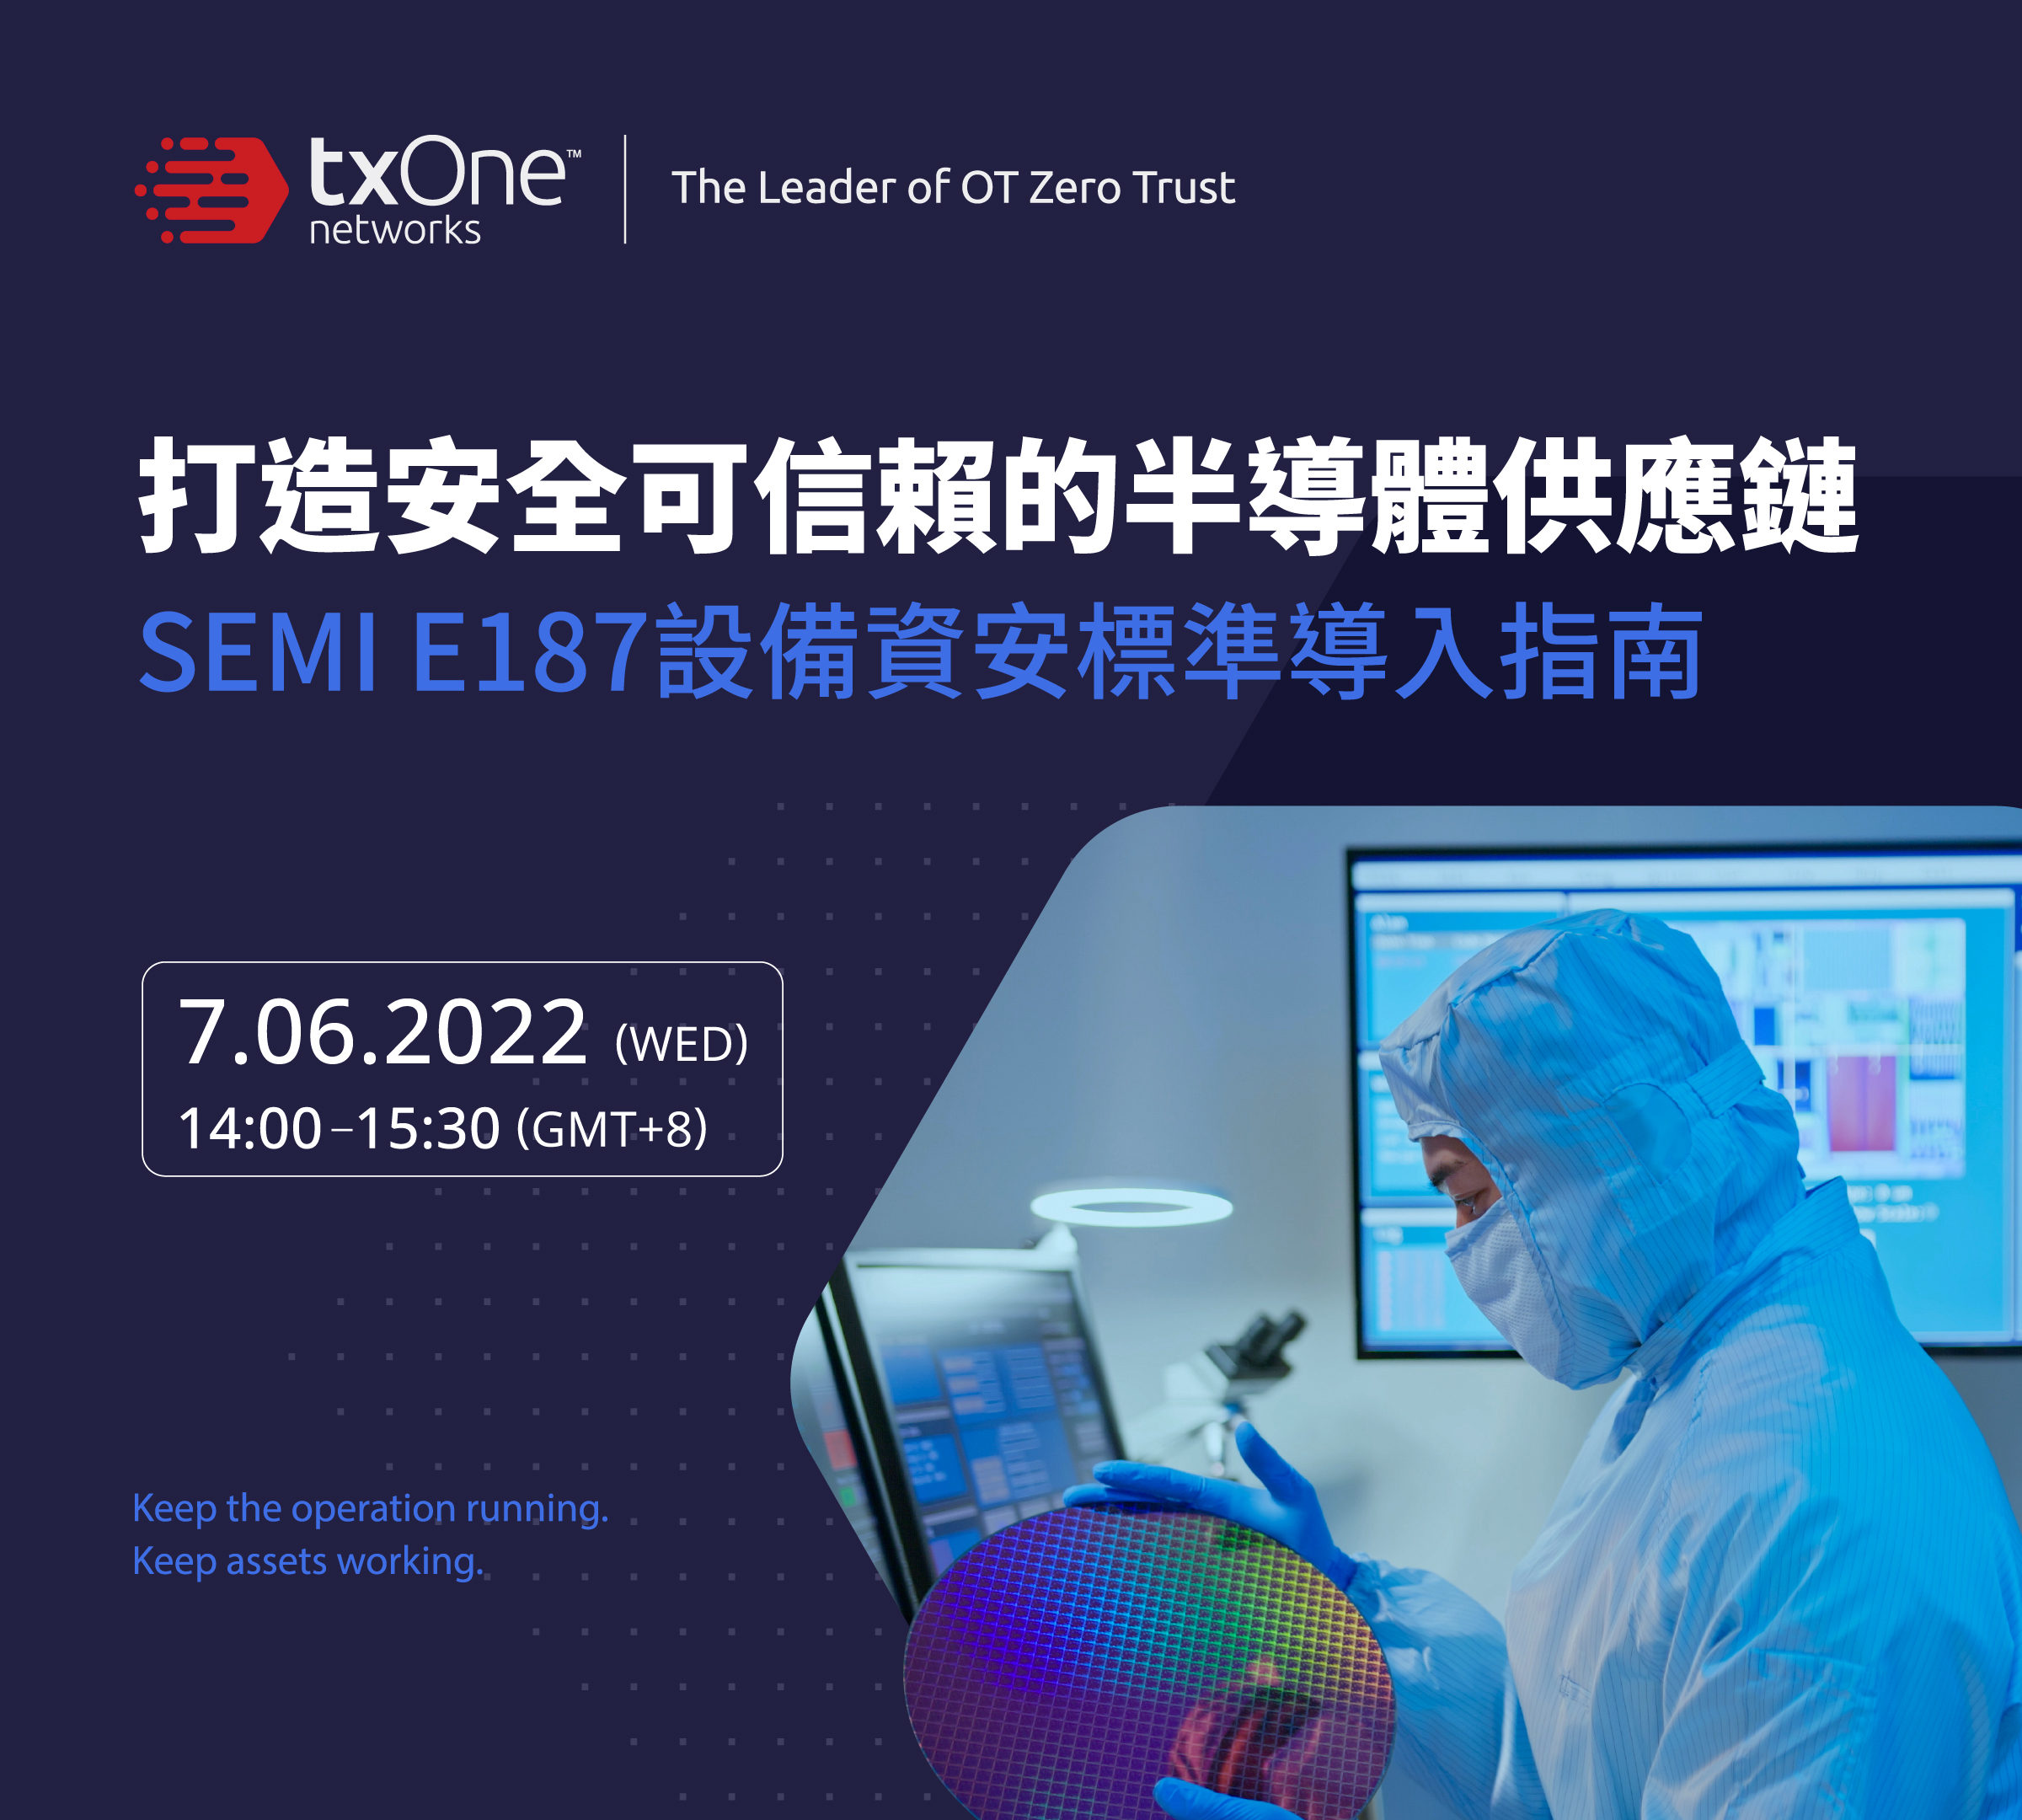 txOne™
networks
The Leader of OT Zero Trust
打造安全可信賴的半導體供應鏈
SEMI E187設備資安標準導入指南
7.06.2022 (WED)
14:00–15:30 (GMT+8)
Keep the operation running.
Keep assets working.